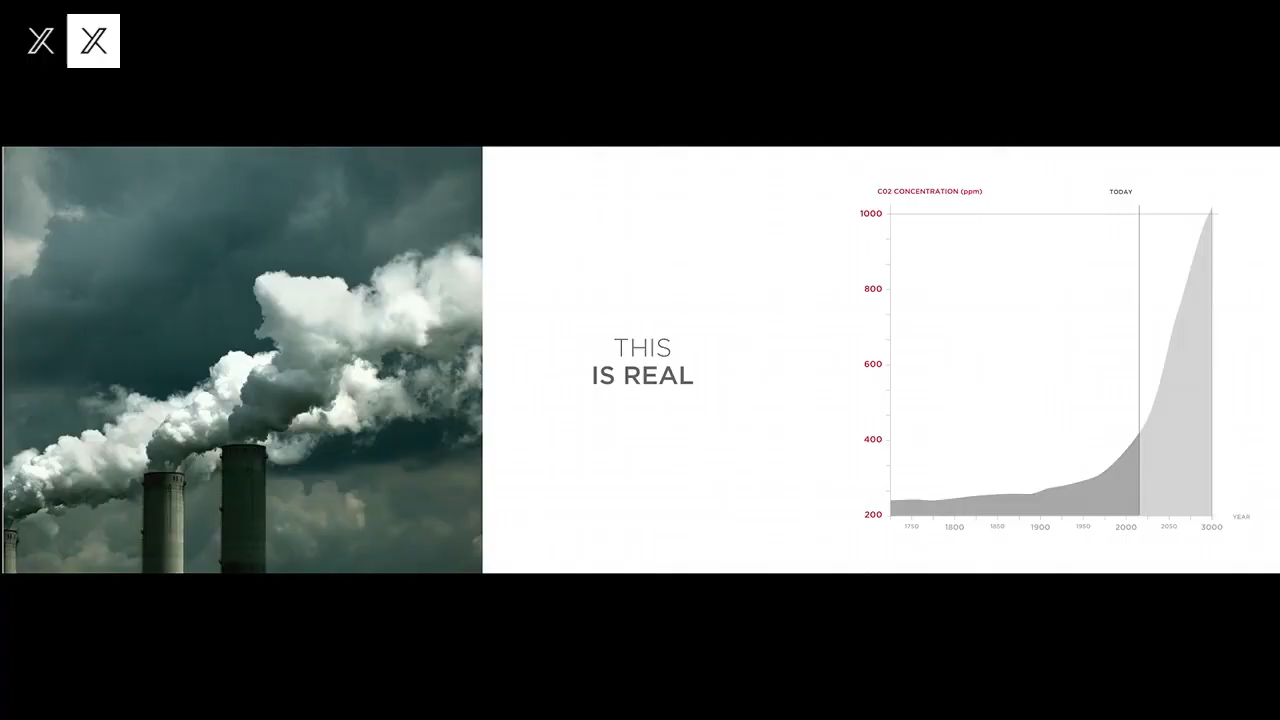 THIS
IS REAL
C02 CONCENTRATION (ppm)
TODAY
1000
800
600
400
200
1750 1800 1850 1900 1950 2000 2050 3000 YEAR